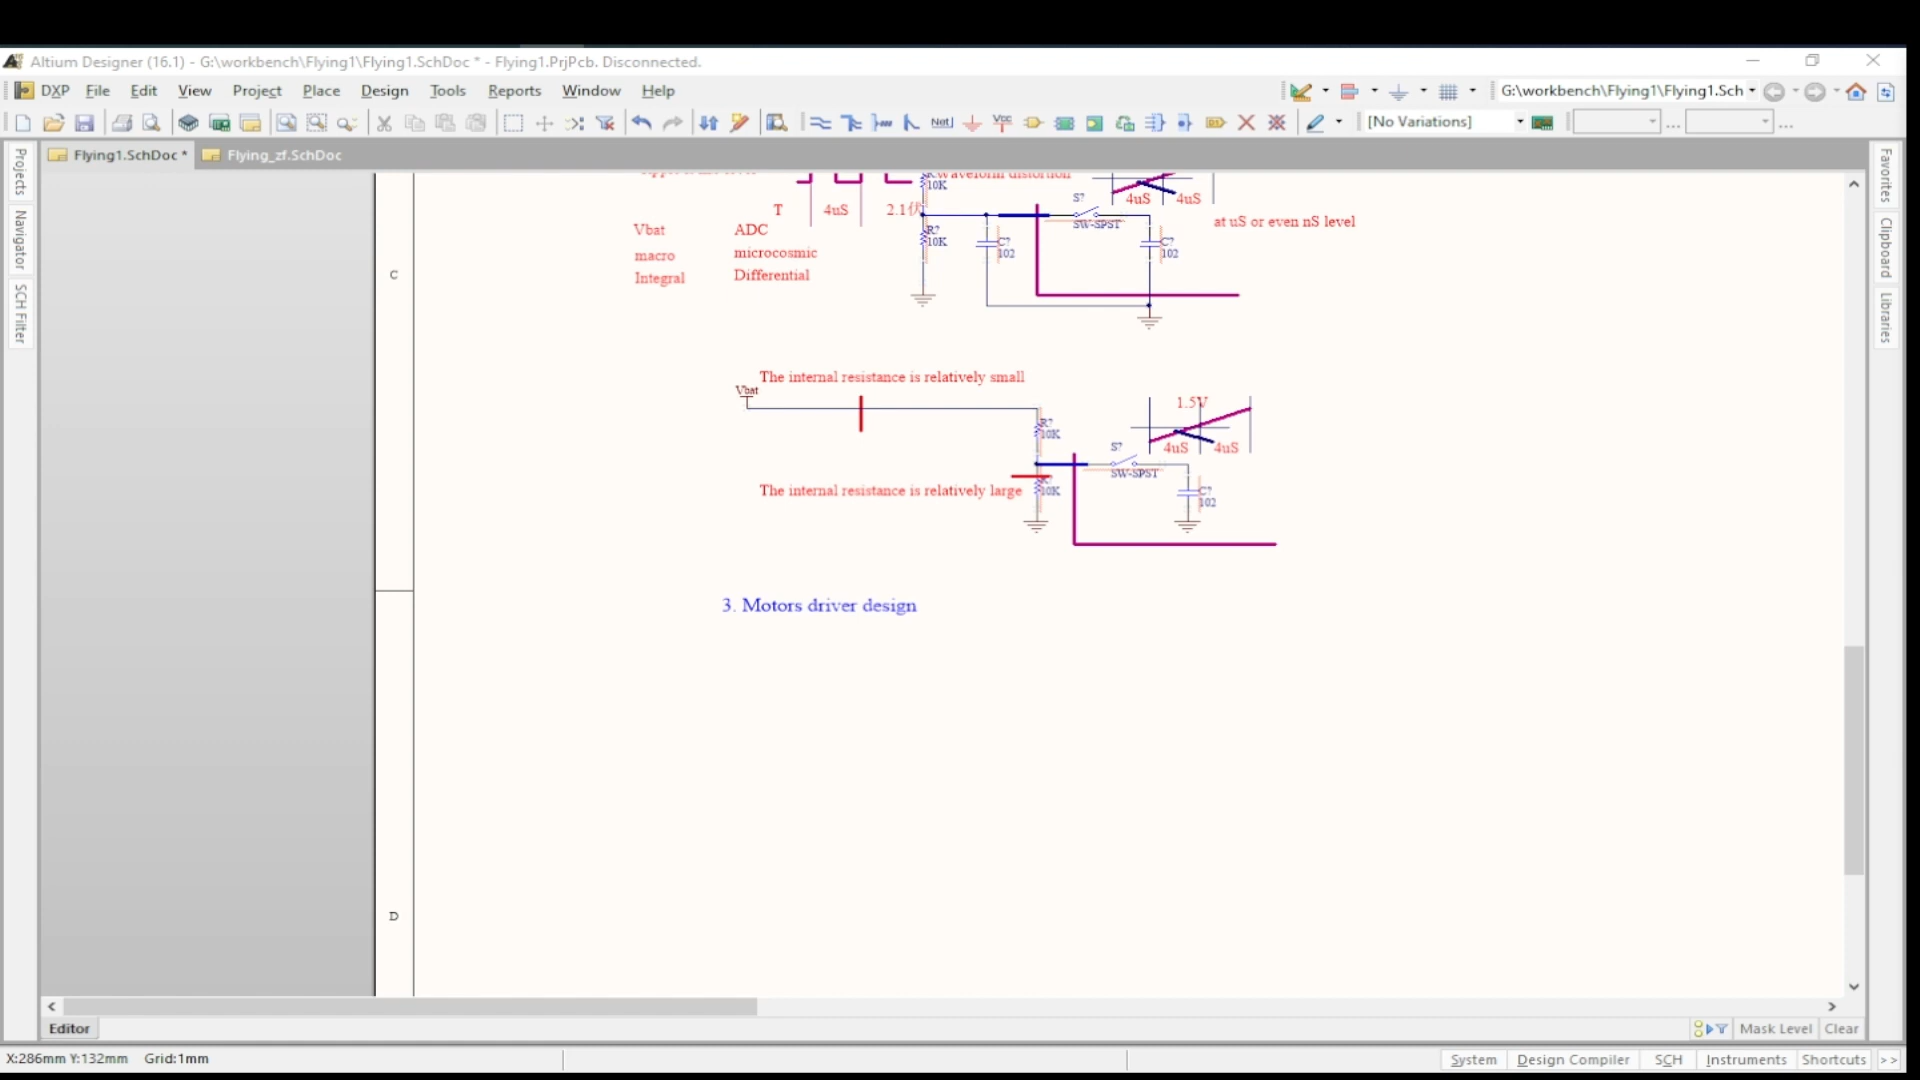 Altium Designer (16.1) - G:\workbench\Flying1\Flying1.SchDoc * - Flying1.PrjPcb. Disconnected.
DXP File Edit View Project Place Design Tools Reports Window Help
G:\workbench\Flying1\Flying1.Sch
[No Variations]
Flying1.SchDoc *
Flying_zf.SchDoc
Projects
Navigator
SCH Filter
Favorites
Clipboard
Libraries
waveform distortion
10K
T
4uS
2.1伏
S?
SW-SPST
4uS
4uS
at uS or even nS level
Vbat
ADC
R?
10K
C?
102
C?
102
macro
microcosmic
Integral
Differential
C
The internal resistance is relatively small
Vbat
R?
10K
1.5V
4uS
4uS
S?
SW-SPST
The internal resistance is relatively large
10K
C?
102
3. Motors driver design
D
Editor
Mask Level
Clear
X:286mm Y:132mm Grid:1mm
System
Design Compiler
SCH
Instruments
Shortcuts
>>